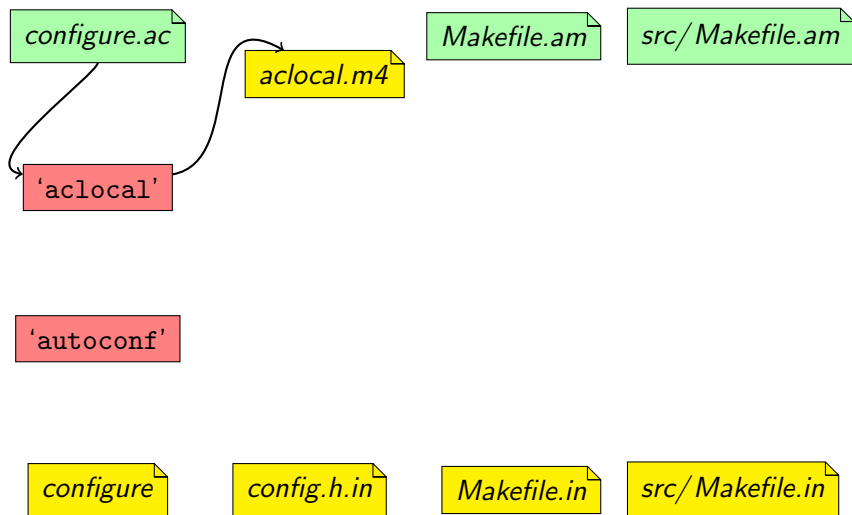 configure.ac
aclocal.m4
Makefile.am
src/Makefile.am
‘aclocal’
‘autoconf’
configure
config.h.in
Makefile.in
src/Makefile.in